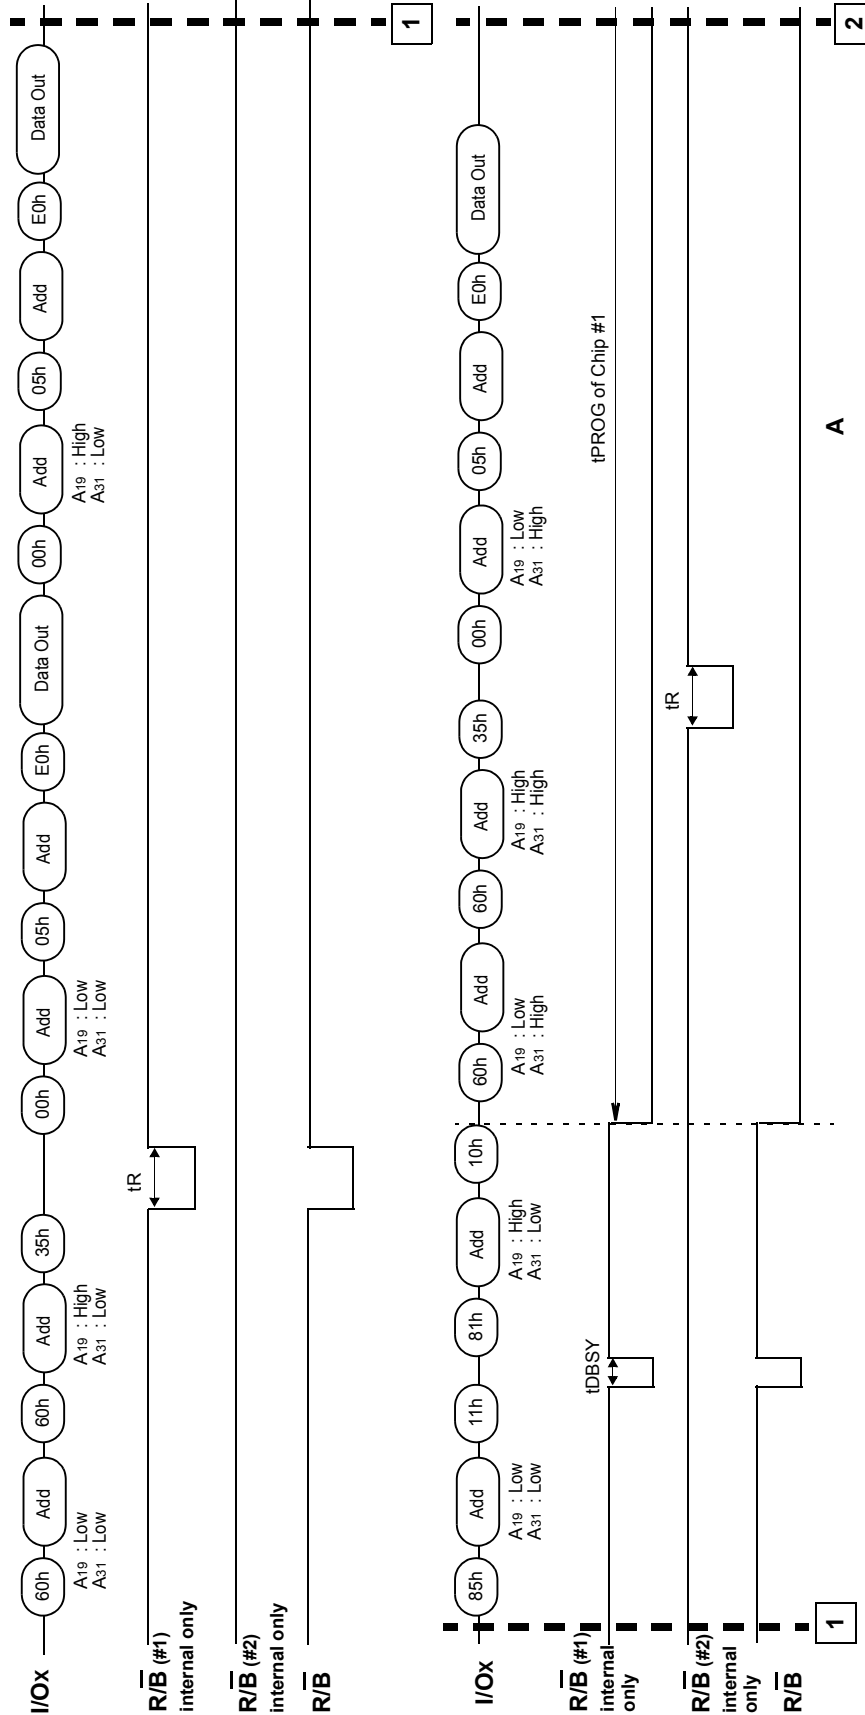 I/Ox
60h Add 60h Add 35h 00h Add 05h Add E0h Data Out 00h Add 05h Add E0h Data Out
A19 : Low
A31 : Low
A19 : High
A31 : Low
A19 : Low
A31 : Low
A19 : High
A31 : Low
R/B (#1)
internal only
tR
R/B (#2)
internal only
R/B
1
I/Ox
85h Add 11h 81h Add 10h 60h Add 60h Add 35h 00h Add 05h Add E0h Data Out
A19 : Low
A31 : Low
A19 : High
A31 : Low
A19 : Low
A31 : High
A19 : High
A31 : High
A19 : Low
A31 : High
R/B (#1)
internal
only
tDBSY
tPROG of Chip #1
R/B (#2)
internal
only
tR
R/B
1
A
2